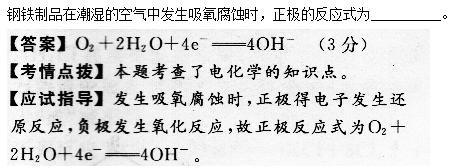 钢铁制品在潮湿的空气中发生吸氧腐蚀时，正极的反应式为________。
【答案】O₂+2H₂O+4e⁻══4OH⁻ （3分）
【考情点拨】本题考查了电化学的知识点。
【应试指导】发生吸氧腐蚀时,正极得电子发生还
原反应,负极发生氧化反应,故正极反应式为O₂+
2H₂O+4e⁻══4OH⁻。